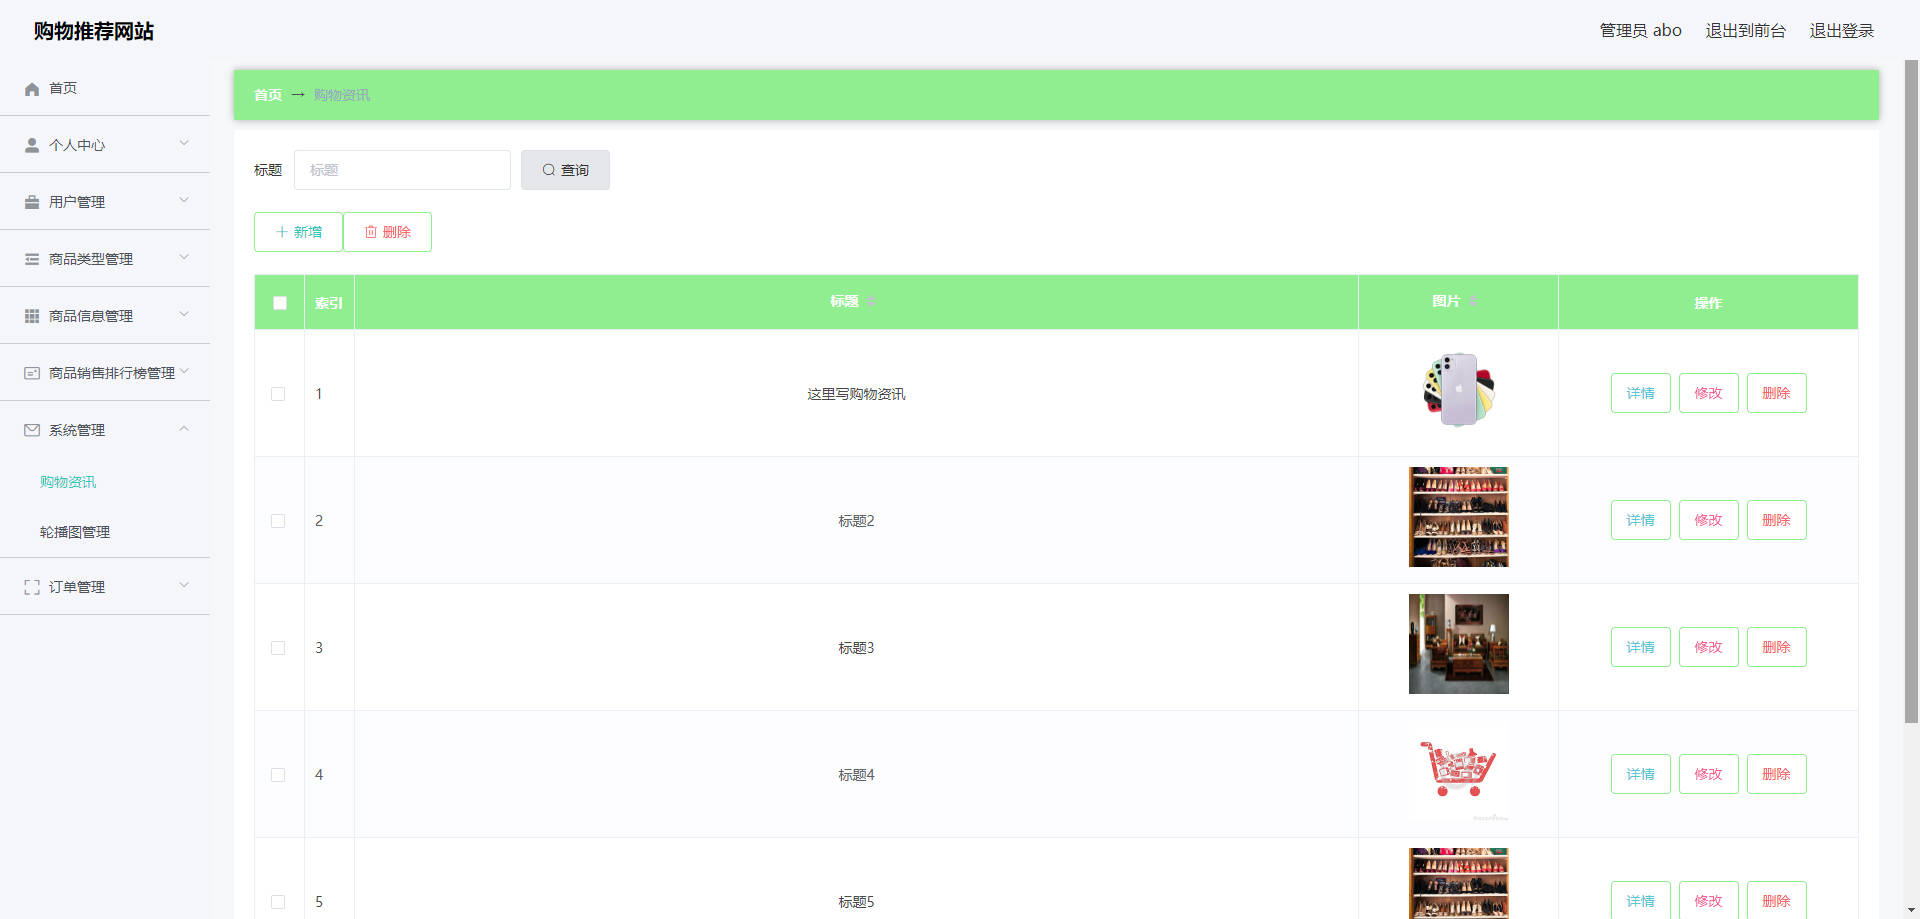 购物推荐网站
管理员 abo 退出到前台 退出登录
首页
个人中心
用户管理
商品类型管理
商品信息管理
商品销售排行榜管理
系统管理
购物资讯
轮播图管理
订单管理
首页 → 购物资讯
标题 标题 查询
新增 删除
索引 标题 图片 操作
1 这里写购物资讯 详情 修改 删除
2 标题2 详情 修改 删除
3 标题3 详情 修改 删除
4 标题4 详情 修改 删除
5 标题5 详情 修改 删除